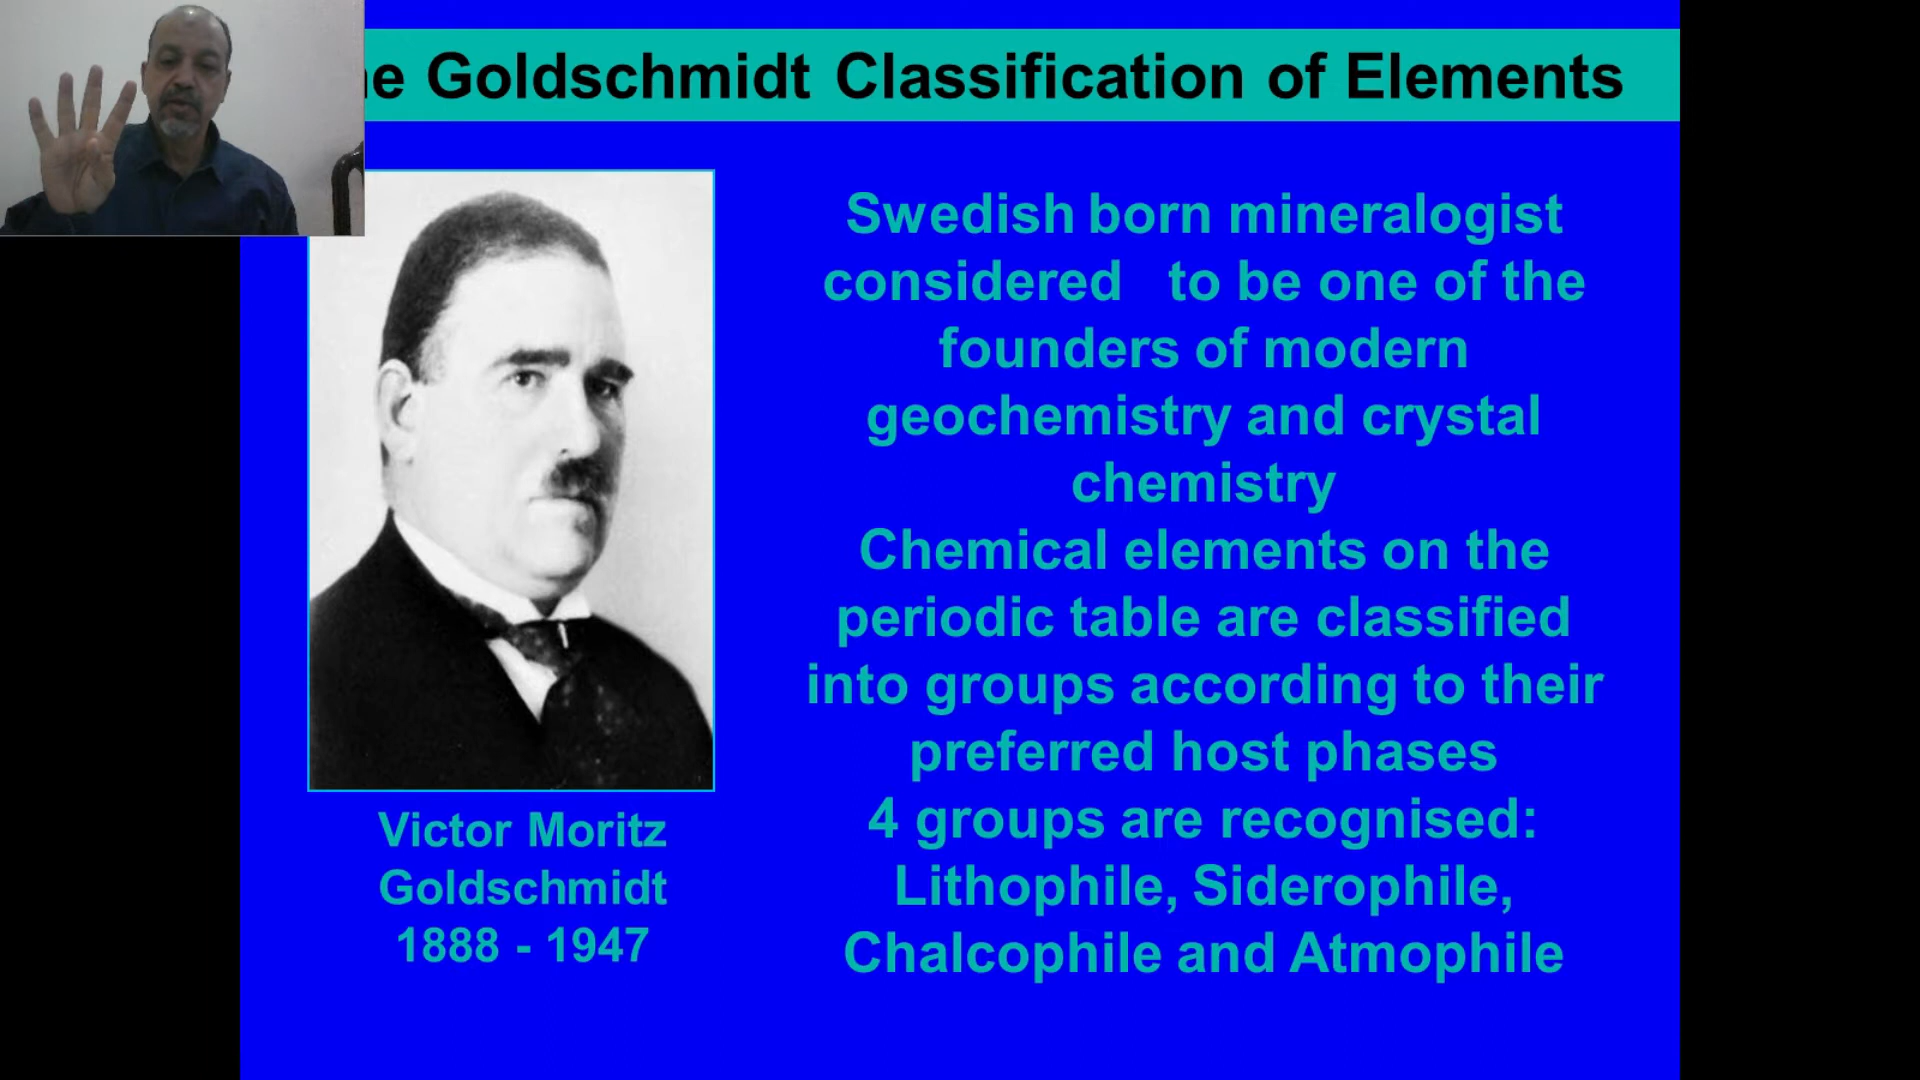 e Goldschmidt Classification of Elements
Swedish born mineralogist
considered to be one of the
founders of modern
geochemistry and crystal
chemistry
Chemical elements on the
periodic table are classified
into groups according to their
preferred host phases
4 groups are recognised:
Lithophile, Siderophile,
Chalcophile and Atmophile
Victor Moritz
Goldschmidt
1888 - 1947